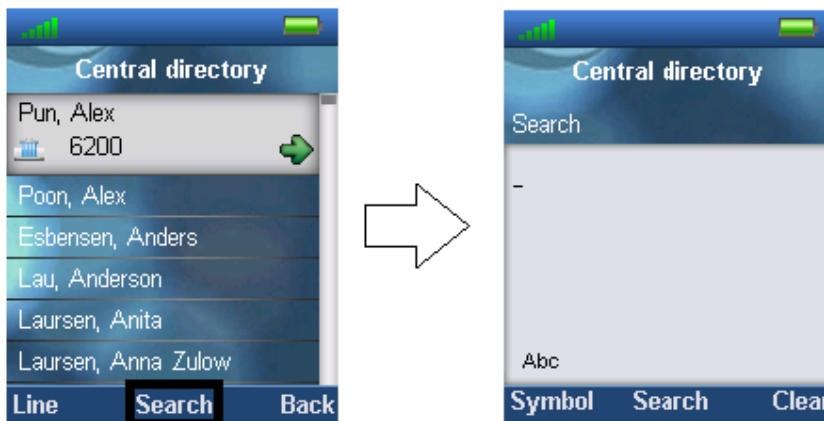 Central directory
Pun, Alex
6200
Poon, Alex
Esbensen, Anders
Lau, Anderson
Laursen, Anita
Laursen, Anna Zulow
Line Search Back
Central directory
Search
_
Abc
Symbol Search Clear